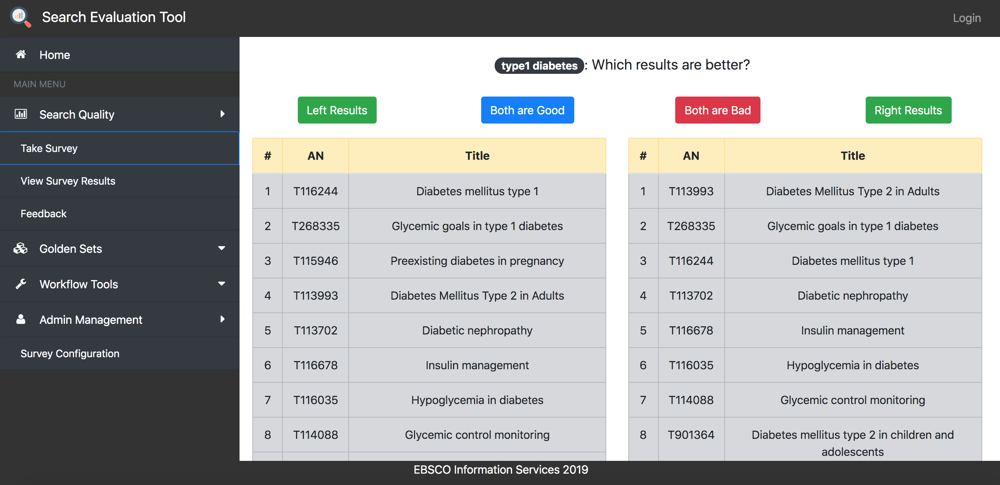 Search Evaluation Tool
Login
Home
MAIN MENU
Search Quality
Take Survey
View Survey Results
Feedback
Golden Sets
Workflow Tools
Admin Management
Survey Configuration
type1 diabetes : Which results are better?
Left Results Both are Good Both are Bad Right Results
# AN Title
1 T116244 Diabetes mellitus type 1
2 T268335 Glycemic goals in type 1 diabetes
3 T115946 Preexisting diabetes in pregnancy
4 T113993 Diabetes Mellitus Type 2 in Adults
5 T113702 Diabetic nephropathy
6 T116678 Insulin management
7 T116035 Hypoglycemia in diabetes
8 T114088 Glycemic control monitoring
# AN Title
1 T113993 Diabetes Mellitus Type 2 in Adults
2 T268335 Glycemic goals in type 1 diabetes
3 T116244 Diabetes mellitus type 1
4 T113702 Diabetic nephropathy
5 T116678 Insulin management
6 T116035 Hypoglycemia in diabetes
7 T114088 Glycemic control monitoring
8 T901364 Diabetes mellitus type 2 in children and
adolescents
EBSCO Information Services 2019